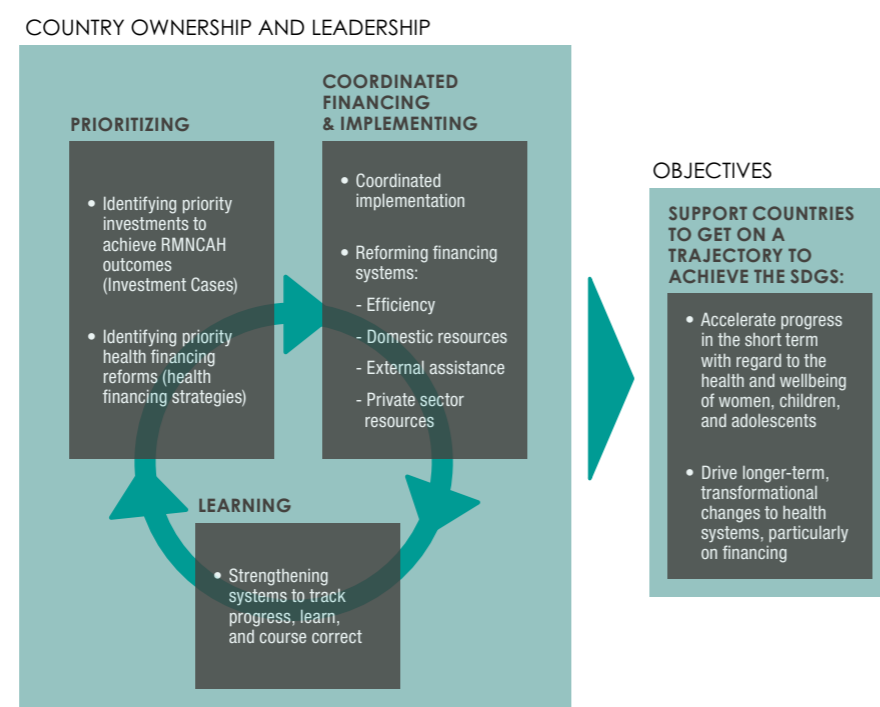 COUNTRY OWNERSHIP AND LEADERSHIP
PRIORITIZING
• Identifying priority
investments to
achieve RMNCAH
outcomes
(Investment Cases)
• Identifying priority
health financing
reforms (health
financing strategies)
COORDINATED
FINANCING
& IMPLEMENTING
• Coordinated
implementation
• Reforming financing
systems:
- Efficiency
- Domestic resources
- External assistance
- Private sector
resources
LEARNING
• Strengthening
systems to track
progress, learn,
and course correct
OBJECTIVES
SUPPORT COUNTRIES
TO GET ON A
TRAJECTORY TO
ACHIEVE THE SDGS:
• Accelerate progress
in the short term
with regard to the
health and wellbeing
of women, children,
and adolescents
• Drive longer-term,
transformational
changes to health
systems, particularly
on financing